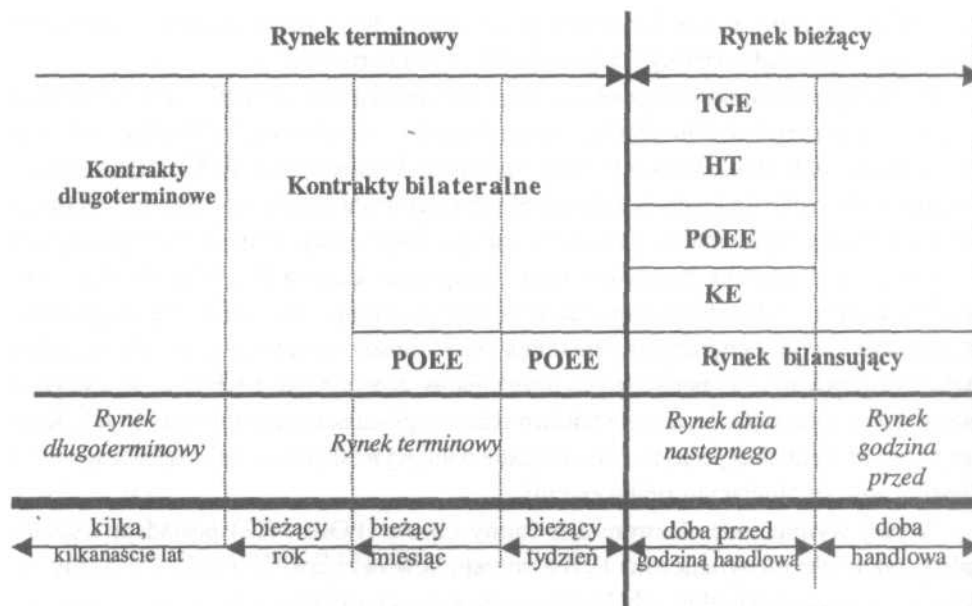 Rynek terminowy
Rynek bieżący
TGE
Kontrakty
długoterminowe
Kontrakty bilateralne
HT
POEE
KE
POEE
POEE
Rynek bilansujący
Rynek
długoterminowy
Rynek terminowy
Rynek dnia
następnego
Rynek
godzina
przed
kilka
kilkanaście lat
bieżący
rok
bieżący
miesiąc
bieżący
tydzień
doba przed
godziną handlową
doba
handlowa